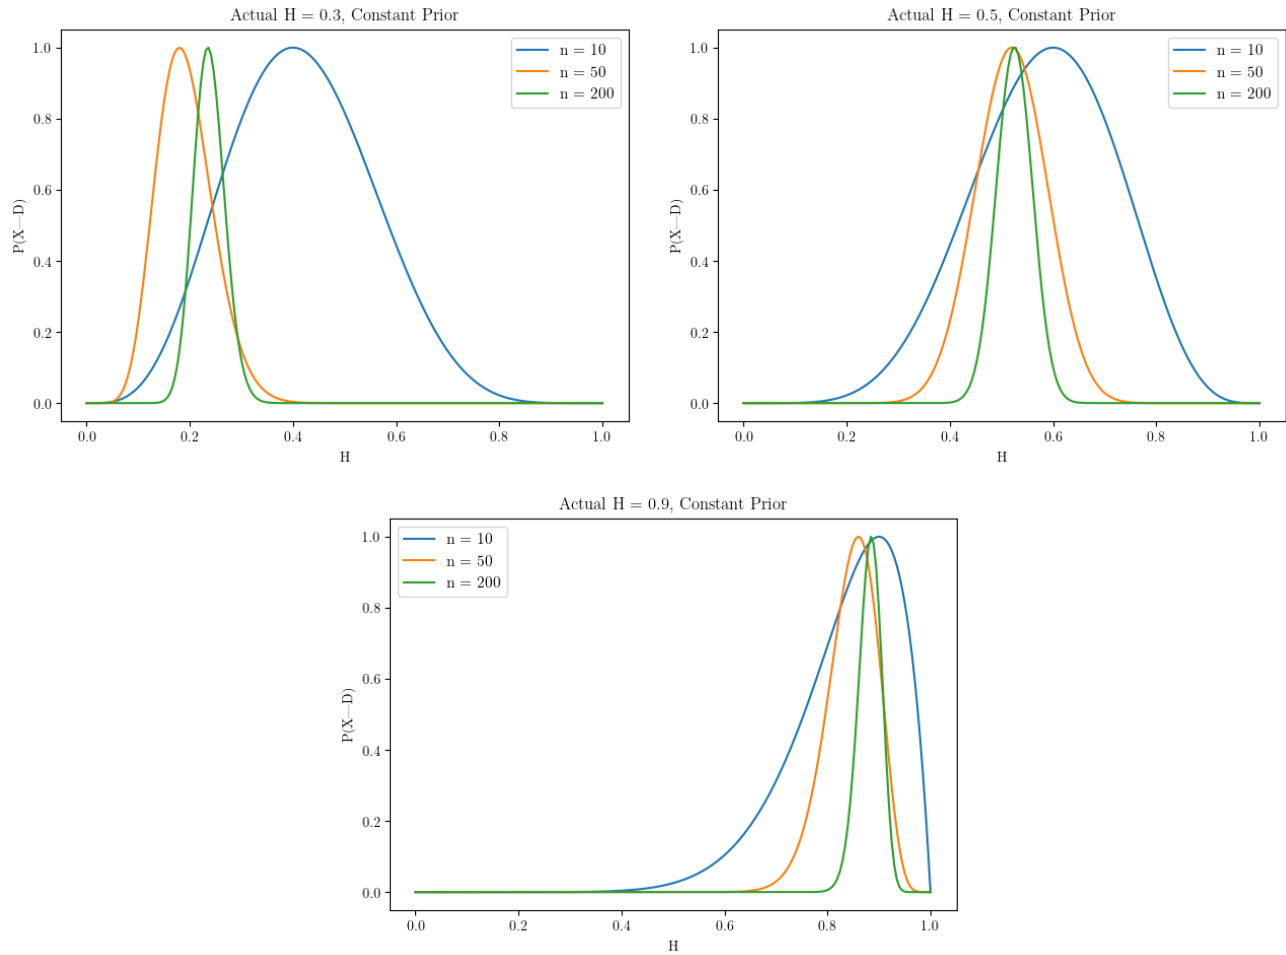 Actual H = 0.3, Constant Prior
1.0
0.8
0.6
0.4
0.2
0.0
P(X—D)
n = 10
n = 50
n = 200
0.0 0.2 0.4 0.6 0.8 1.0
H
Actual H = 0.5, Constant Prior
1.0
0.8
0.6
0.4
0.2
0.0
P(X—D)
n = 10
n = 50
n = 200
0.0 0.2 0.4 0.6 0.8 1.0
H
Actual H = 0.9, Constant Prior
1.0
0.8
0.6
0.4
0.2
0.0
P(X—D)
n = 10
n = 50
n = 200
0.0 0.2 0.4 0.6 0.8 1.0
H